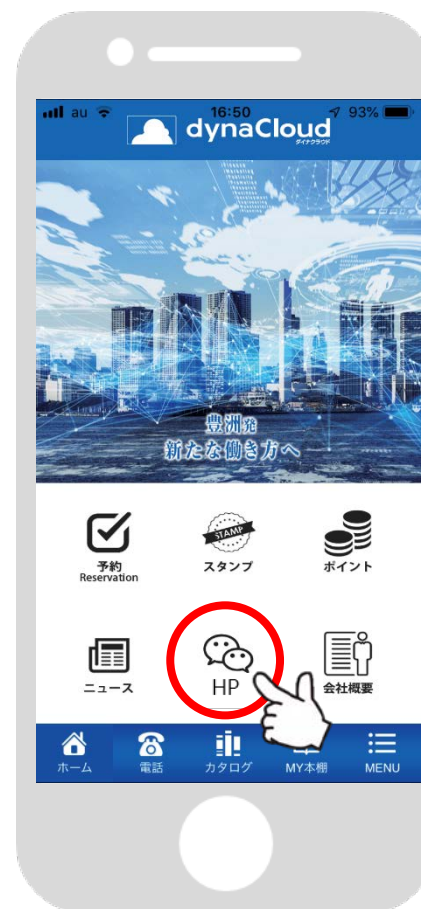 au 16:50 93%
dynaCloud
ダイナクラウド
豊洲発
新たな働き方へ
予約
Reservation
STAMP
スタンプ
ポイント
ニュース
HP
会社概要
ホーム
電話
カタログ
MY本棚
MENU